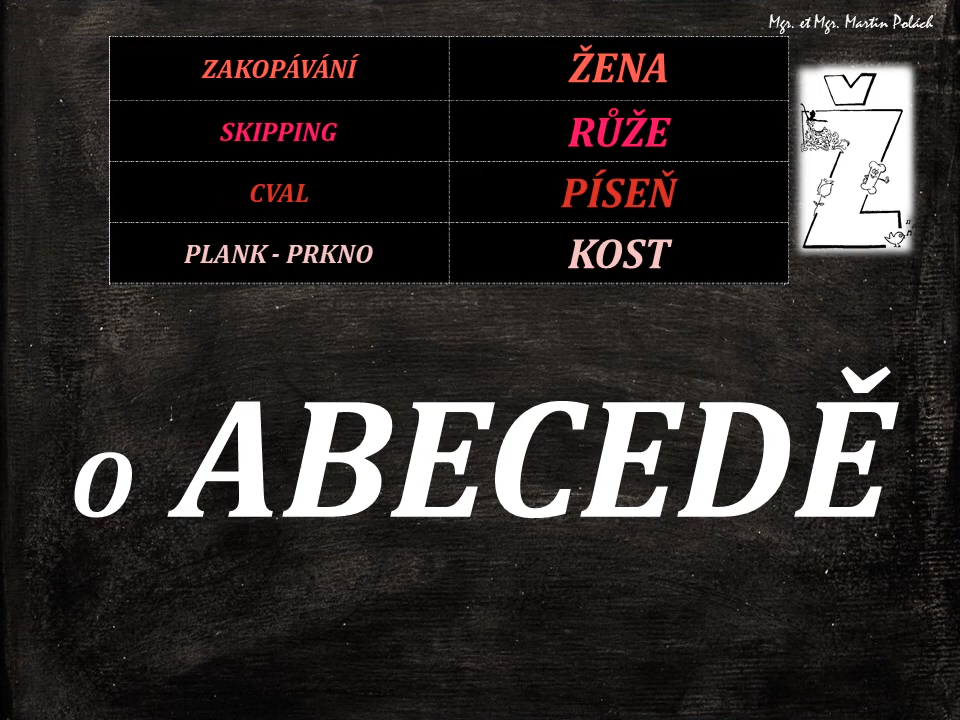 Mgr. et Mgr. Martin Polách
ZAKOPÁVÁNÍ ŽENA
SKIPPING RŮŽE
CVAL PÍSEŇ
PLANK - PRKNO KOST
Ž
o ABECEDĚ